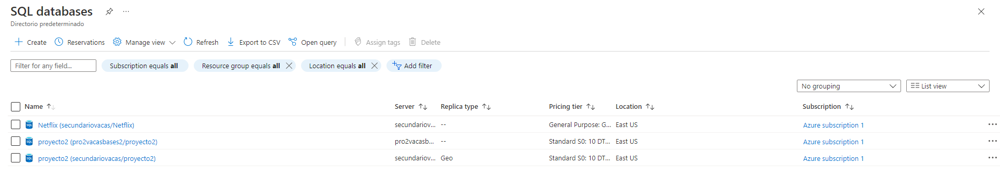 SQL databases
Directorio predeterminado
Create Reservations Manage view Refresh Export to CSV Open query Assign tags Delete
Filter for any field... Subscription equals all Resource group equals all Location equals all Add filter
No grouping List view
Name Server Replica type Pricing tier Location Subscription
SQL Netflix (secundariovacas/Netflix) secundariov... -- General Purpose: G... East US Azure subscription 1
SQL proyecto2 (pro2vacasbases2/proyecto2) pro2vacasb... -- Standard S0: 10 DT... East US Azure subscription 1
SQL proyecto2 (secundariovacas/proyecto2) secundariov... Geo Standard S0: 10 DT... East US Azure subscription 1